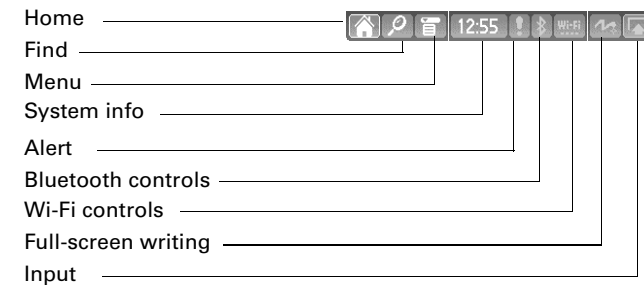 Home
12:55 Wi-Fi
Find
Menu
System info
Alert
Bluetooth controls
Wi-Fi controls
Full-screen writing
Input